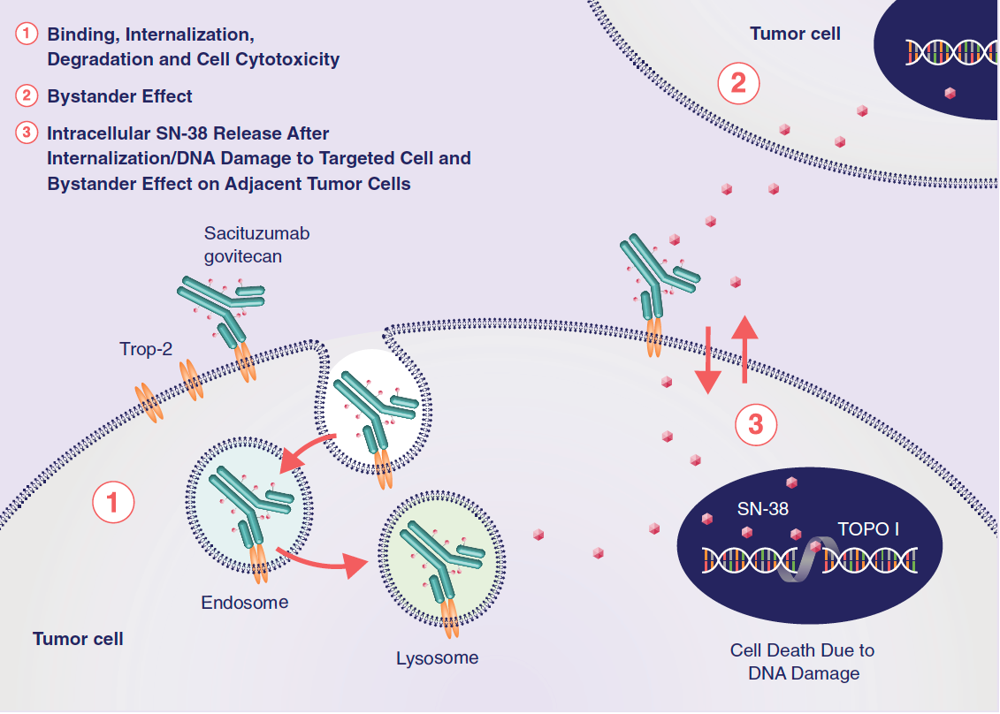 1 Binding, Internalization,
Degradation and Cell Cytotoxicity
2 Bystander Effect
3 Intracellular SN-38 Release After
Internalization/DNA Damage to Targeted Cell and
Bystander Effect on Adjacent Tumor Cells
Tumor cell
2
Sacituzumab
govitecan
Trop-2
3
1
SN-38
TOPO I
Endosome
Tumor cell
Lysosome
Cell Death Due to
DNA Damage